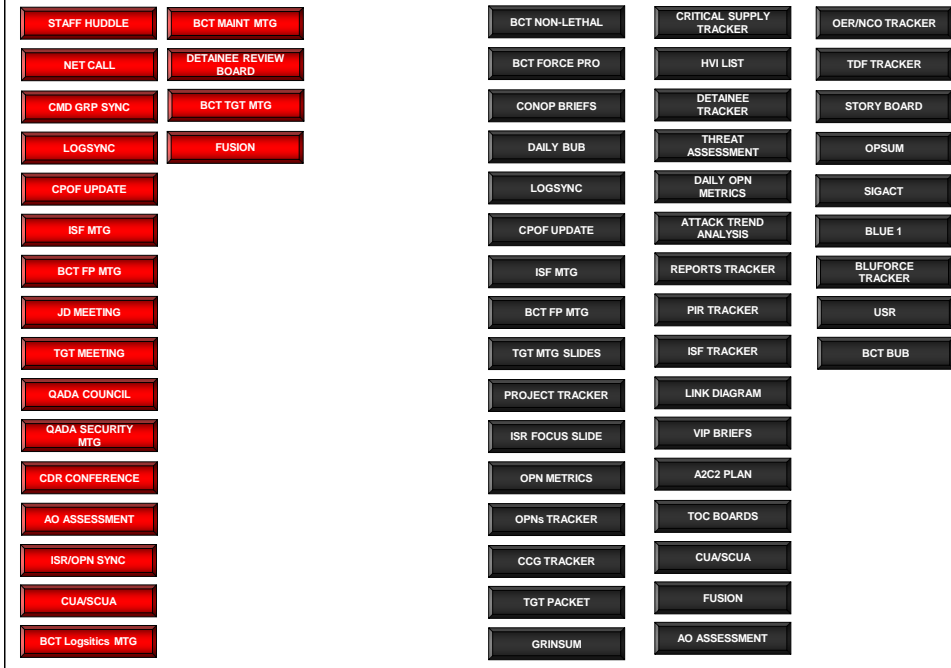 STAFF HUDDLE
NET CALL
CMD GRP SYNC
LOGSYNC
CPOF UPDATE
ISF MTG
BCT FP MTG
JD MEETING
TGT MEETING
QADA COUNCIL
QADA SECURITY
MTG
CDR CONFERENCE
AO ASSESSMENT
ISR/OPN SYNC
CUA/SCUA
BCT Logsitics MTG
BCT MAINT MTG
DETAINEE REVIEW
BOARD
BCT TGT MTG
FUSION
BCT NON-LETHAL
BCT FORCE PRO
CONOP BRIEFS
DAILY BUB
LOGSYNC
CPOF UPDATE
ISF MTG
BCT FP MTG
TGT MTG SLIDES
PROJECT TRACKER
ISR FOCUS SLIDE
OPN METRICS
OPNs TRACKER
CCG TRACKER
TGT PACKET
GRINSUM
CRITICAL SUPPLY
TRACKER
HVI LIST
DETAINEE
TRACKER
THREAT
ASSESSMENT
DAILY OPN
METRICS
ATTACK TREND
ANALYSIS
REPORTS TRACKER
PIR TRACKER
ISF TRACKER
LINK DIAGRAM
VIP BRIEFS
A2C2 PLAN
TOC BOARDS
CUA/SCUA
FUSION
AO ASSESSMENT
OER/NCO TRACKER
TDF TRACKER
STORY BOARD
OPSUM
SIGACT
BLUE 1
BLUFORCE
TRACKER
USR
BCT BUB